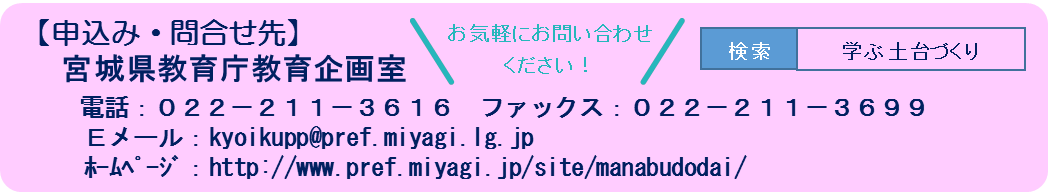 【申込み・問合せ先】
お気軽にお問い合わせ
ください！
検索 学ぶ土台づくり
宮城県教育庁教育企画室
電話：０２２－２１１－３６１６　ファックス：０２２－２１１－３６９９
Ｅメール：kyoikupp@pref.miyagi.lg.jp
ﾎｰﾑﾍﾟｰｼﾞ：http://www.pref.miyagi.jp/site/manabudodai/